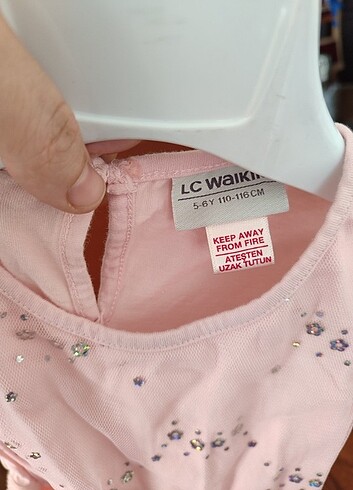 LC WAIKIKI
5-6 Y 110-116 CM
KEEP AWAY
FROM FIRE
ATEŞTEN
UZAK TUTUN